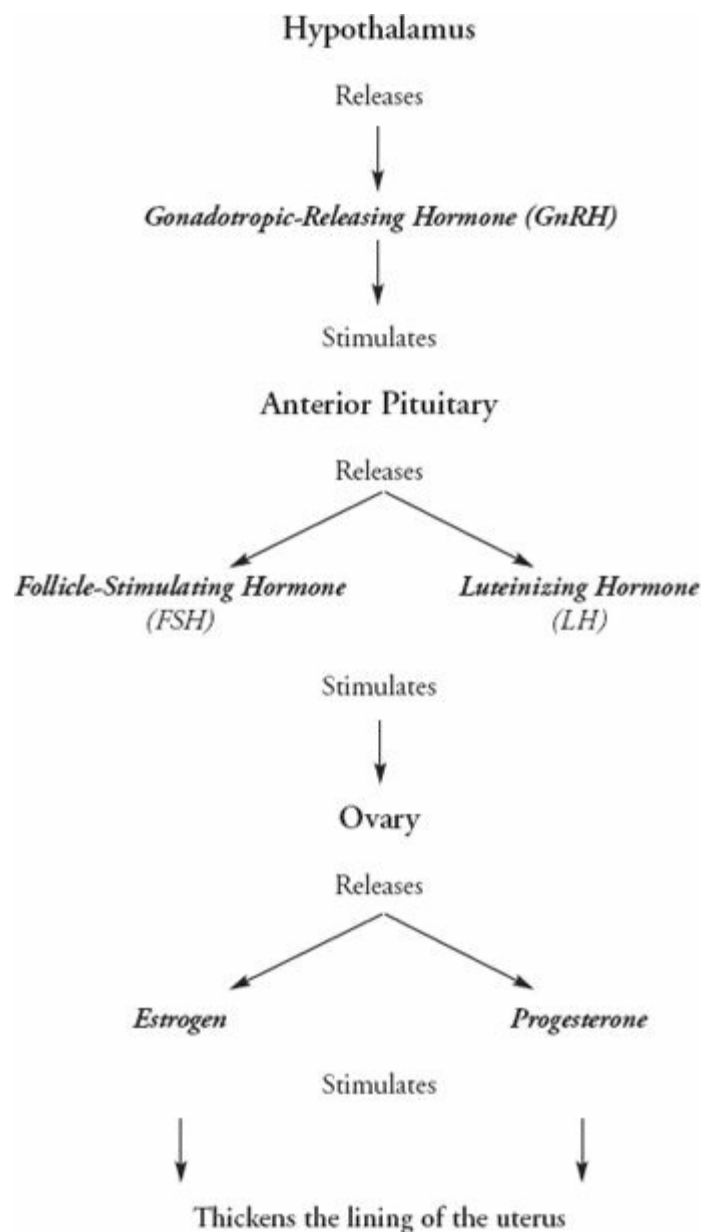 Hypothalamus
Releases
Gonadotropic-Releasing Hormone (GnRH)
Stimulates
Anterior Pituitary
Releases
Follicle-Stimulating Hormone
(FSH)
Luteinizing Hormone
(LH)
Stimulates
Ovary
Releases
Estrogen
Progesterone
Stimulates
Thickens the lining of the uterus